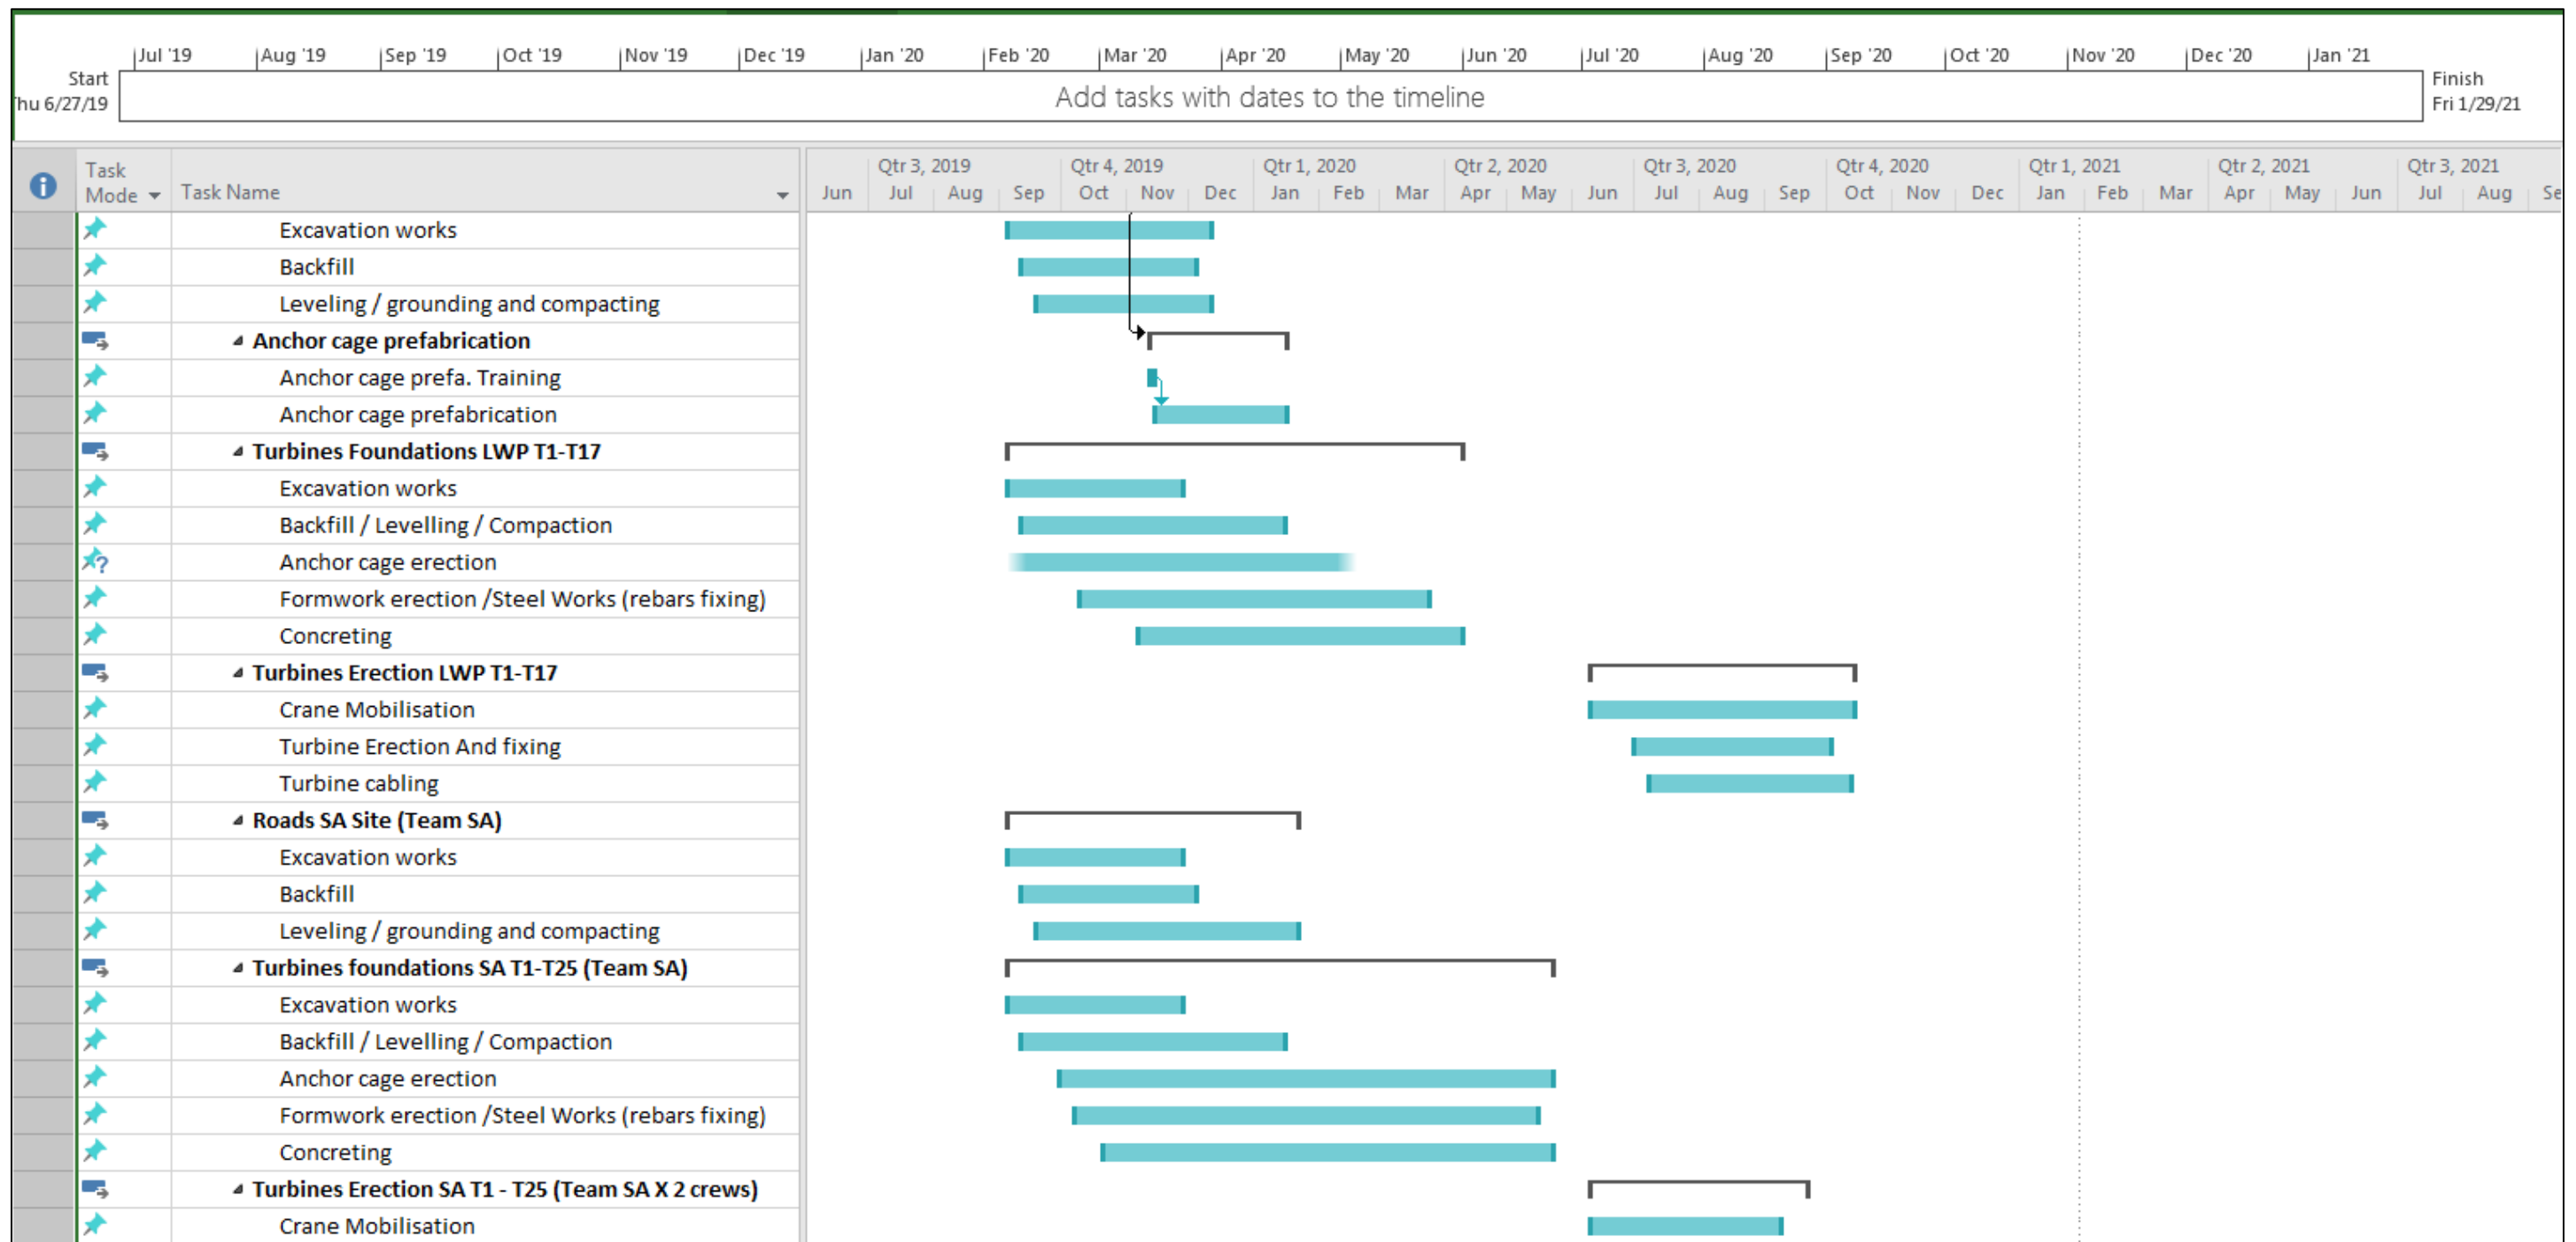 Jul '19 Aug '19 Sep '19 Oct '19 Nov '19 Dec '19 Jan '20 Feb '20 Mar '20 Apr '20 May '20 Jun '20 Jul '20 Aug '20 Sep '20 Oct '20 Nov '20 Dec '20 Jan '21
Start
hu 6/27/19
Add tasks with dates to the timeline
Finish
Fri 1/29/21
Task Mode
Task Name
Qtr 3, 2019 Qtr 4, 2019 Qtr 1, 2020 Qtr 2, 2020 Qtr 3, 2020 Qtr 4, 2020 Qtr 1, 2021 Qtr 2, 2021 Qtr 3, 2021
Jun Jul Aug Sep Oct Nov Dec Jan Feb Mar Apr May Jun Jul Aug Sep Oct Nov Dec Jan Feb Mar Apr May Jun Jul Aug Se
Excavation works
Backfill
Leveling / grounding and compacting
Anchor cage prefabrication
Anchor cage prefa. Training
Anchor cage prefabrication
Turbines Foundations LWP T1-T17
Excavation works
Backfill / Levelling / Compaction
Anchor cage erection
Formwork erection /Steel Works (rebars fixing)
Concreting
Turbines Erection LWP T1-T17
Crane Mobilisation
Turbine Erection And fixing
Turbine cabling
Roads SA Site (Team SA)
Excavation works
Backfill
Leveling / grounding and compacting
Turbines foundations SA T1-T25 (Team SA)
Excavation works
Backfill / Levelling / Compaction
Anchor cage erection
Formwork erection /Steel Works (rebars fixing)
Concreting
Turbines Erection SA T1 - T25 (Team SA X 2 crews)
Crane Mobilisation